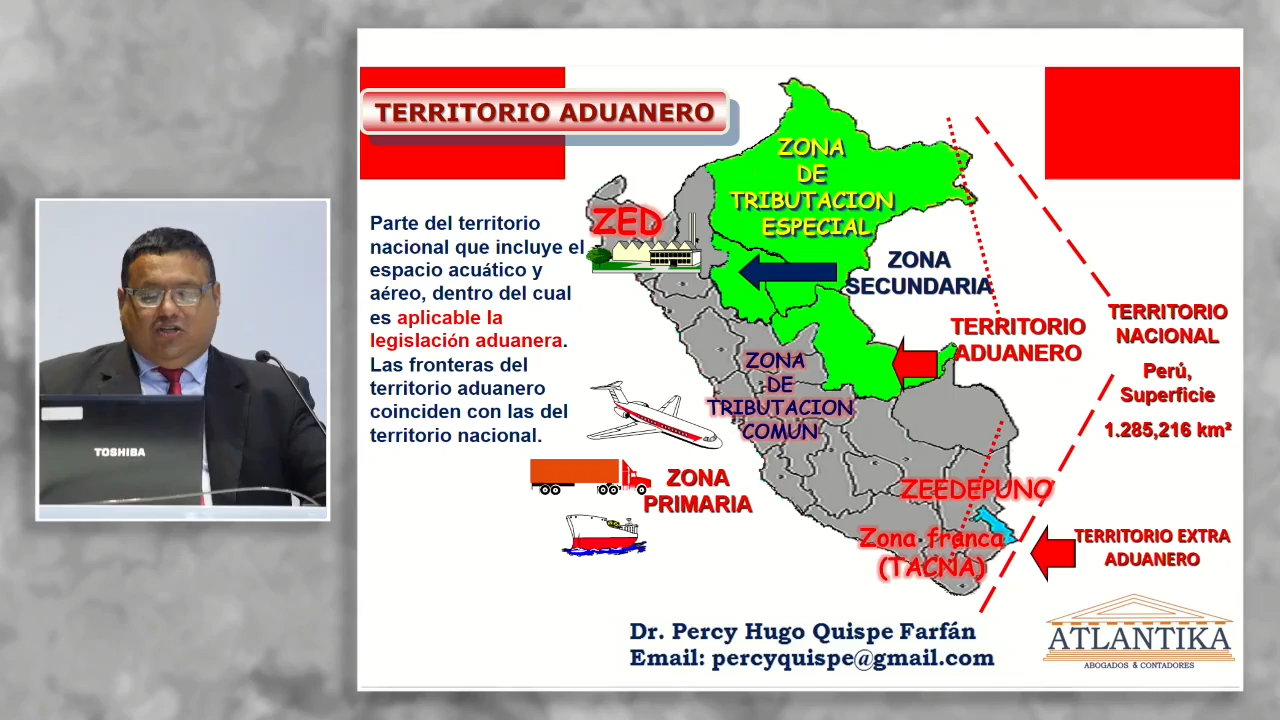 TERRITORIO ADUANERO
Parte del territorio
nacional que incluye el
espacio acuático y
aéreo, dentro del cual
es aplicable la
legislación aduanera.
Las fronteras del
territorio aduanero
coinciden con las del
territorio nacional.
ZED
ZONA
DE
TRIBUTACION
ESPECIAL
ZONA
SECUNDARIA
TERRITORIO
ADUANERO
TERRITORIO
NACIONAL
Perú,
Superficie
1.285,216 km²
ZONA
DE
TRIBUTACION
COMUN
ZONA
PRIMARIA
ZEEDEPUNO
Zona franca
(TACNA)
TERRITORIO EXTRA
ADUANERO
TOSHIBA
Dr. Percy Hugo Quispe Farfán
Email: percyquispe@gmail.com
ATLANTIKA
ABOGADOS & CONTADORES